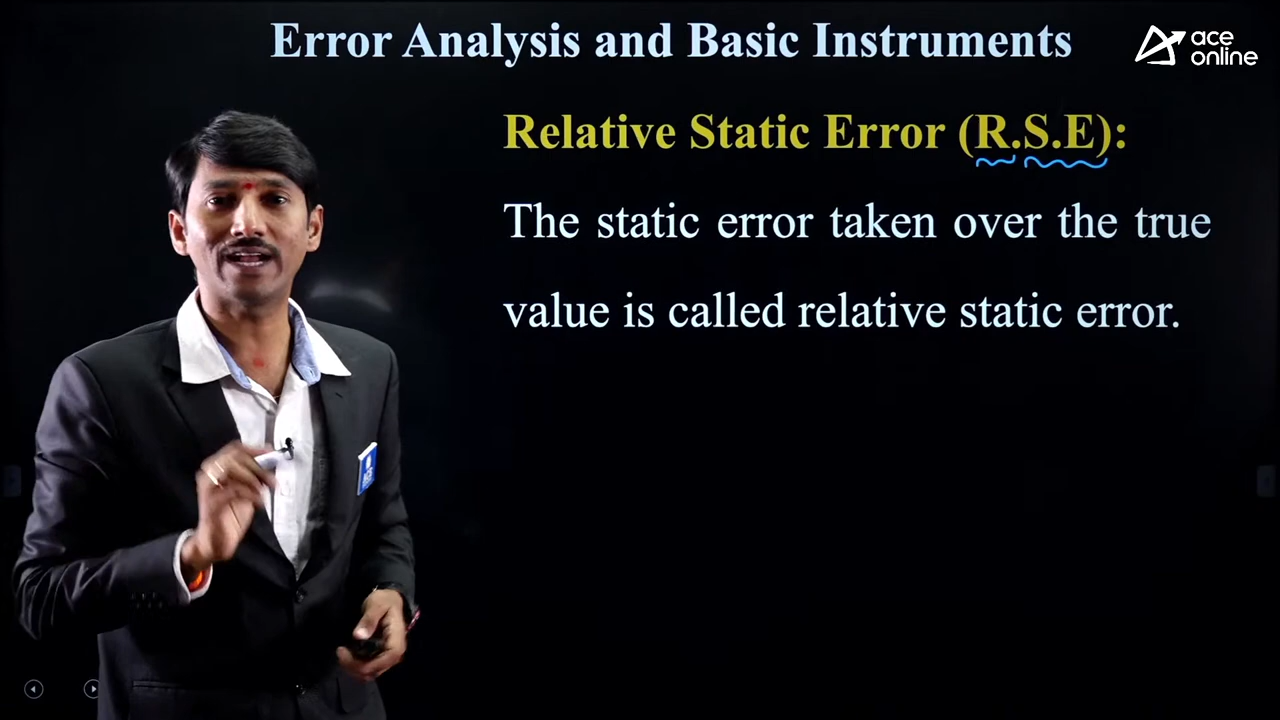 Error Analysis and Basic Instruments
ace
online
Relative Static Error (R.S.E):
The static error taken over the true
value is called relative static error.